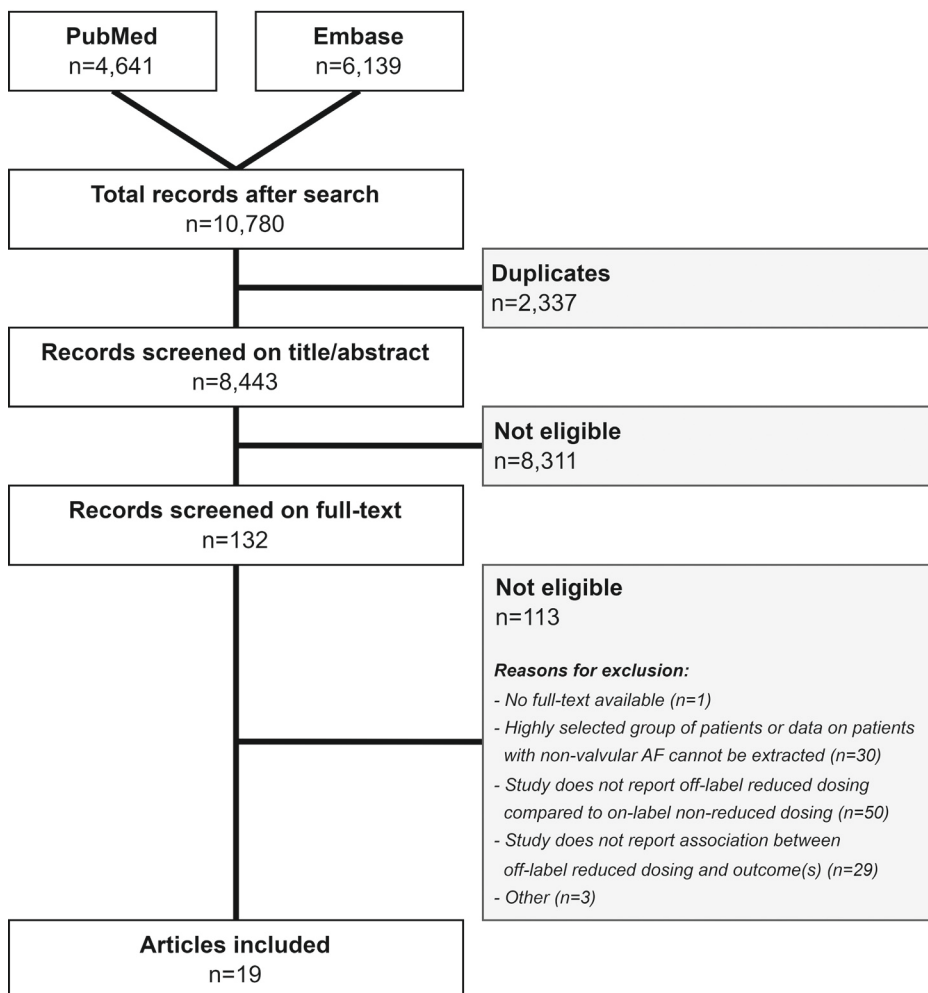 PubMed
n=4,641
Embase
n=6,139
Total records after search
n=10,780
Duplicates
n=2,337
Records screened on title/abstract
n=8,443
Not eligible
n=8,311
Records screened on full-text
n=132
Not eligible
n=113
Reasons for exclusion:
- No full-text available (n=1)
- Highly selected group of patients or data on patients
with non-valvular AF cannot be extracted (n=30)
- Study does not report off-label reduced dosing
compared to on-label non-reduced dosing (n=50)
- Study does not report association between
off-label reduced dosing and outcome(s) (n=29)
- Other (n=3)
Articles included
n=19